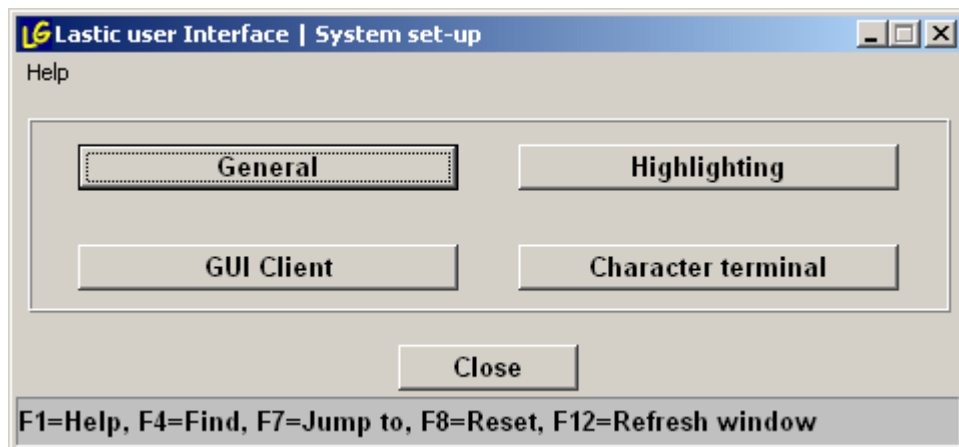 LG Lastic user Interface | System set-up
Help
General Highlighting
GUI Client Character terminal
Close
F1=Help, F4=Find, F7=Jump to, F8=Reset, F12=Refresh window